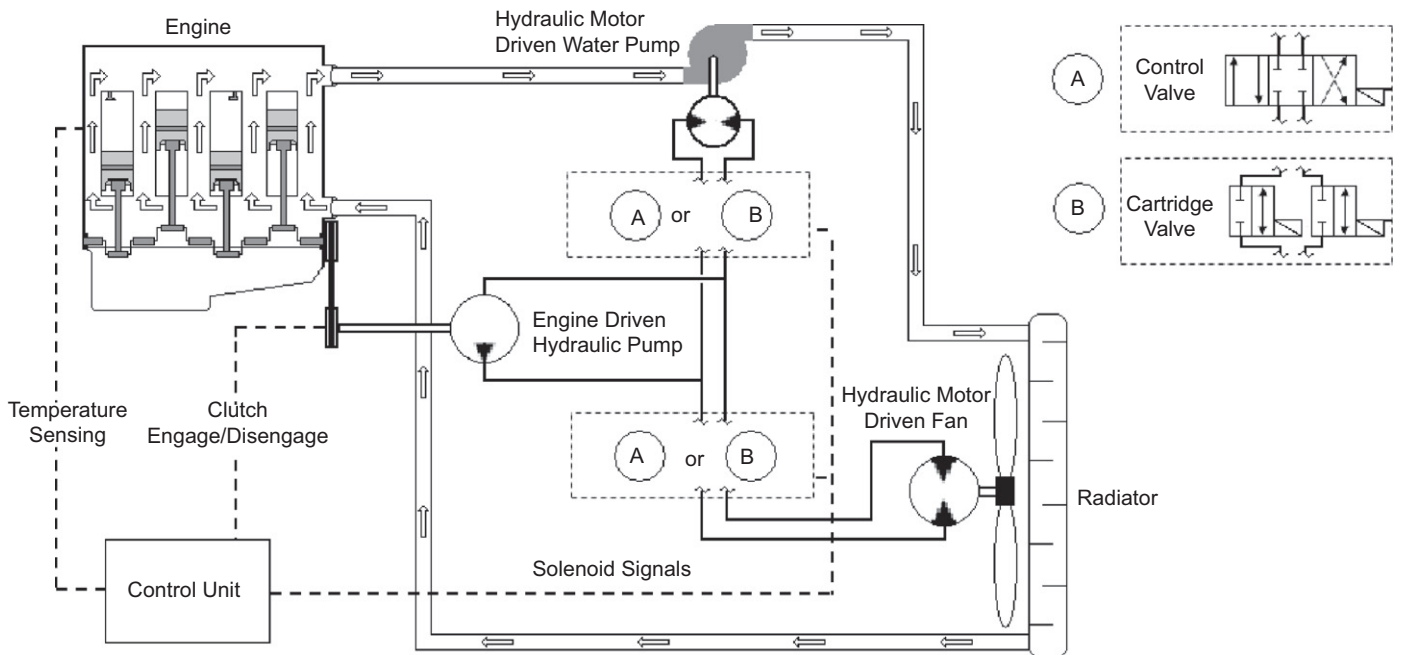 Engine
Hydraulic Motor
Driven Water Pump
A
Control
Valve
B
Cartridge
Valve
A or B
Engine Driven
Hydraulic Pump
Temperature
Sensing
Clutch
Engage/Disengage
Hydraulic Motor
Driven Fan
A or B
Radiator
Control Unit
Solenoid Signals